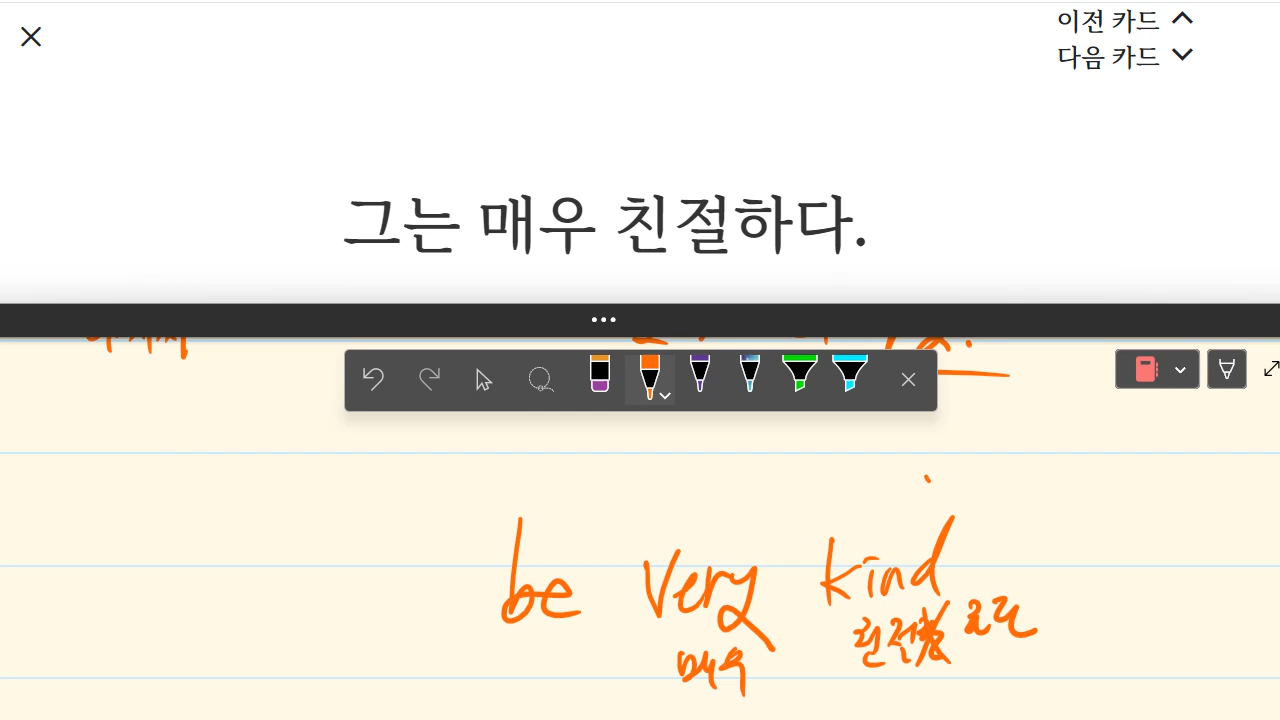 이전 카드
다음 카드
그는 매우 친절하다.
be very kind
매우